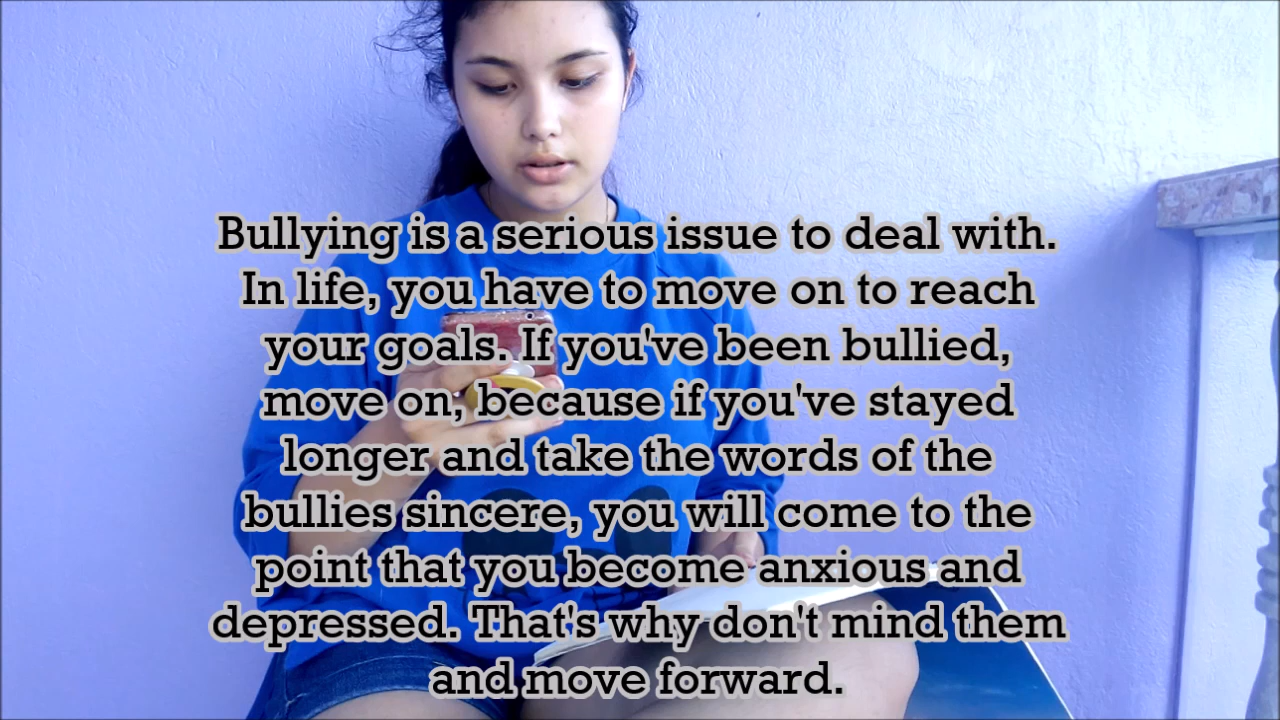 Bullying is a serious issue to deal with.
In life, you have to move on to reach
your goals. If you've been bullied,
move on, because if you've stayed
longer and take the words of the
bullies sincere, you will come to the
point that you become anxious and
depressed. That's why don't mind them
and move forward.